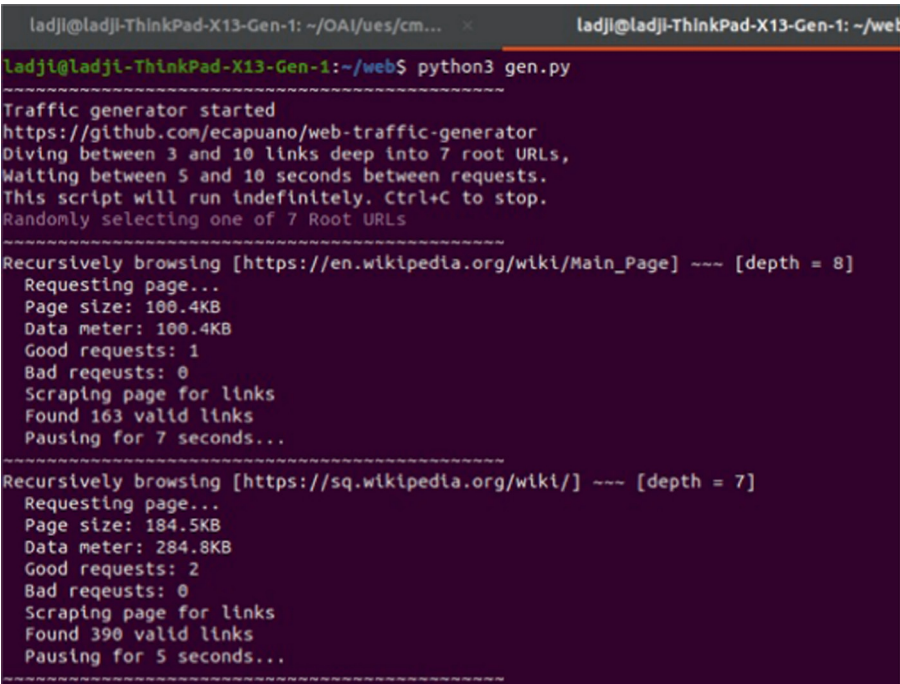 ladji@ladji-ThinkPad-X13-Gen-1: ~/OAI/ues/cm... ×
ladji@ladji-ThinkPad-X13-Gen-1: ~/web
ladji@ladji-ThinkPad-X13-Gen-1:~/web$ python3 gen.py
~~~~~~~~~~~~~~~~~~~~~~~~~~~~~~~~~~~~~~~~~~~~~~
Traffic generator started
https://github.com/ecapuano/web-traffic-generator
Diving between 3 and 10 links deep into 7 root URLs,
Waiting between 5 and 10 seconds between requests.
This script will run indefinitely. Ctrl+C to stop.
Randomly selecting one of 7 Root URLs
~~~~~~~~~~~~~~~~~~~~~~~~~~~~~~~~~~~~~~~~~~~~~~
Recursively browsing [https://en.wikipedia.org/wiki/Main_Page] ~~~ [depth = 8]
Requesting page...
Page size: 100.4KB
Data meter: 100.4KB
Good requests: 1
Bad reqeusts: 0
Scraping page for links
Found 163 valid links
Pausing for 7 seconds...
~~~~~~~~~~~~~~~~~~~~~~~~~~~~~~~~~~~~~~~~~~~~~~
Recursively browsing [https://sq.wikipedia.org/wiki/] ~~~ [depth = 7]
Requesting page...
Page size: 184.5KB
Data meter: 284.8KB
Good requests: 2
Bad reqeusts: 0
Scraping page for links
Found 390 valid links
Pausing for 5 seconds...
~~~~~~~~~~~~~~~~~~~~~~~~~~~~~~~~~~~~~~~~~~~~~~